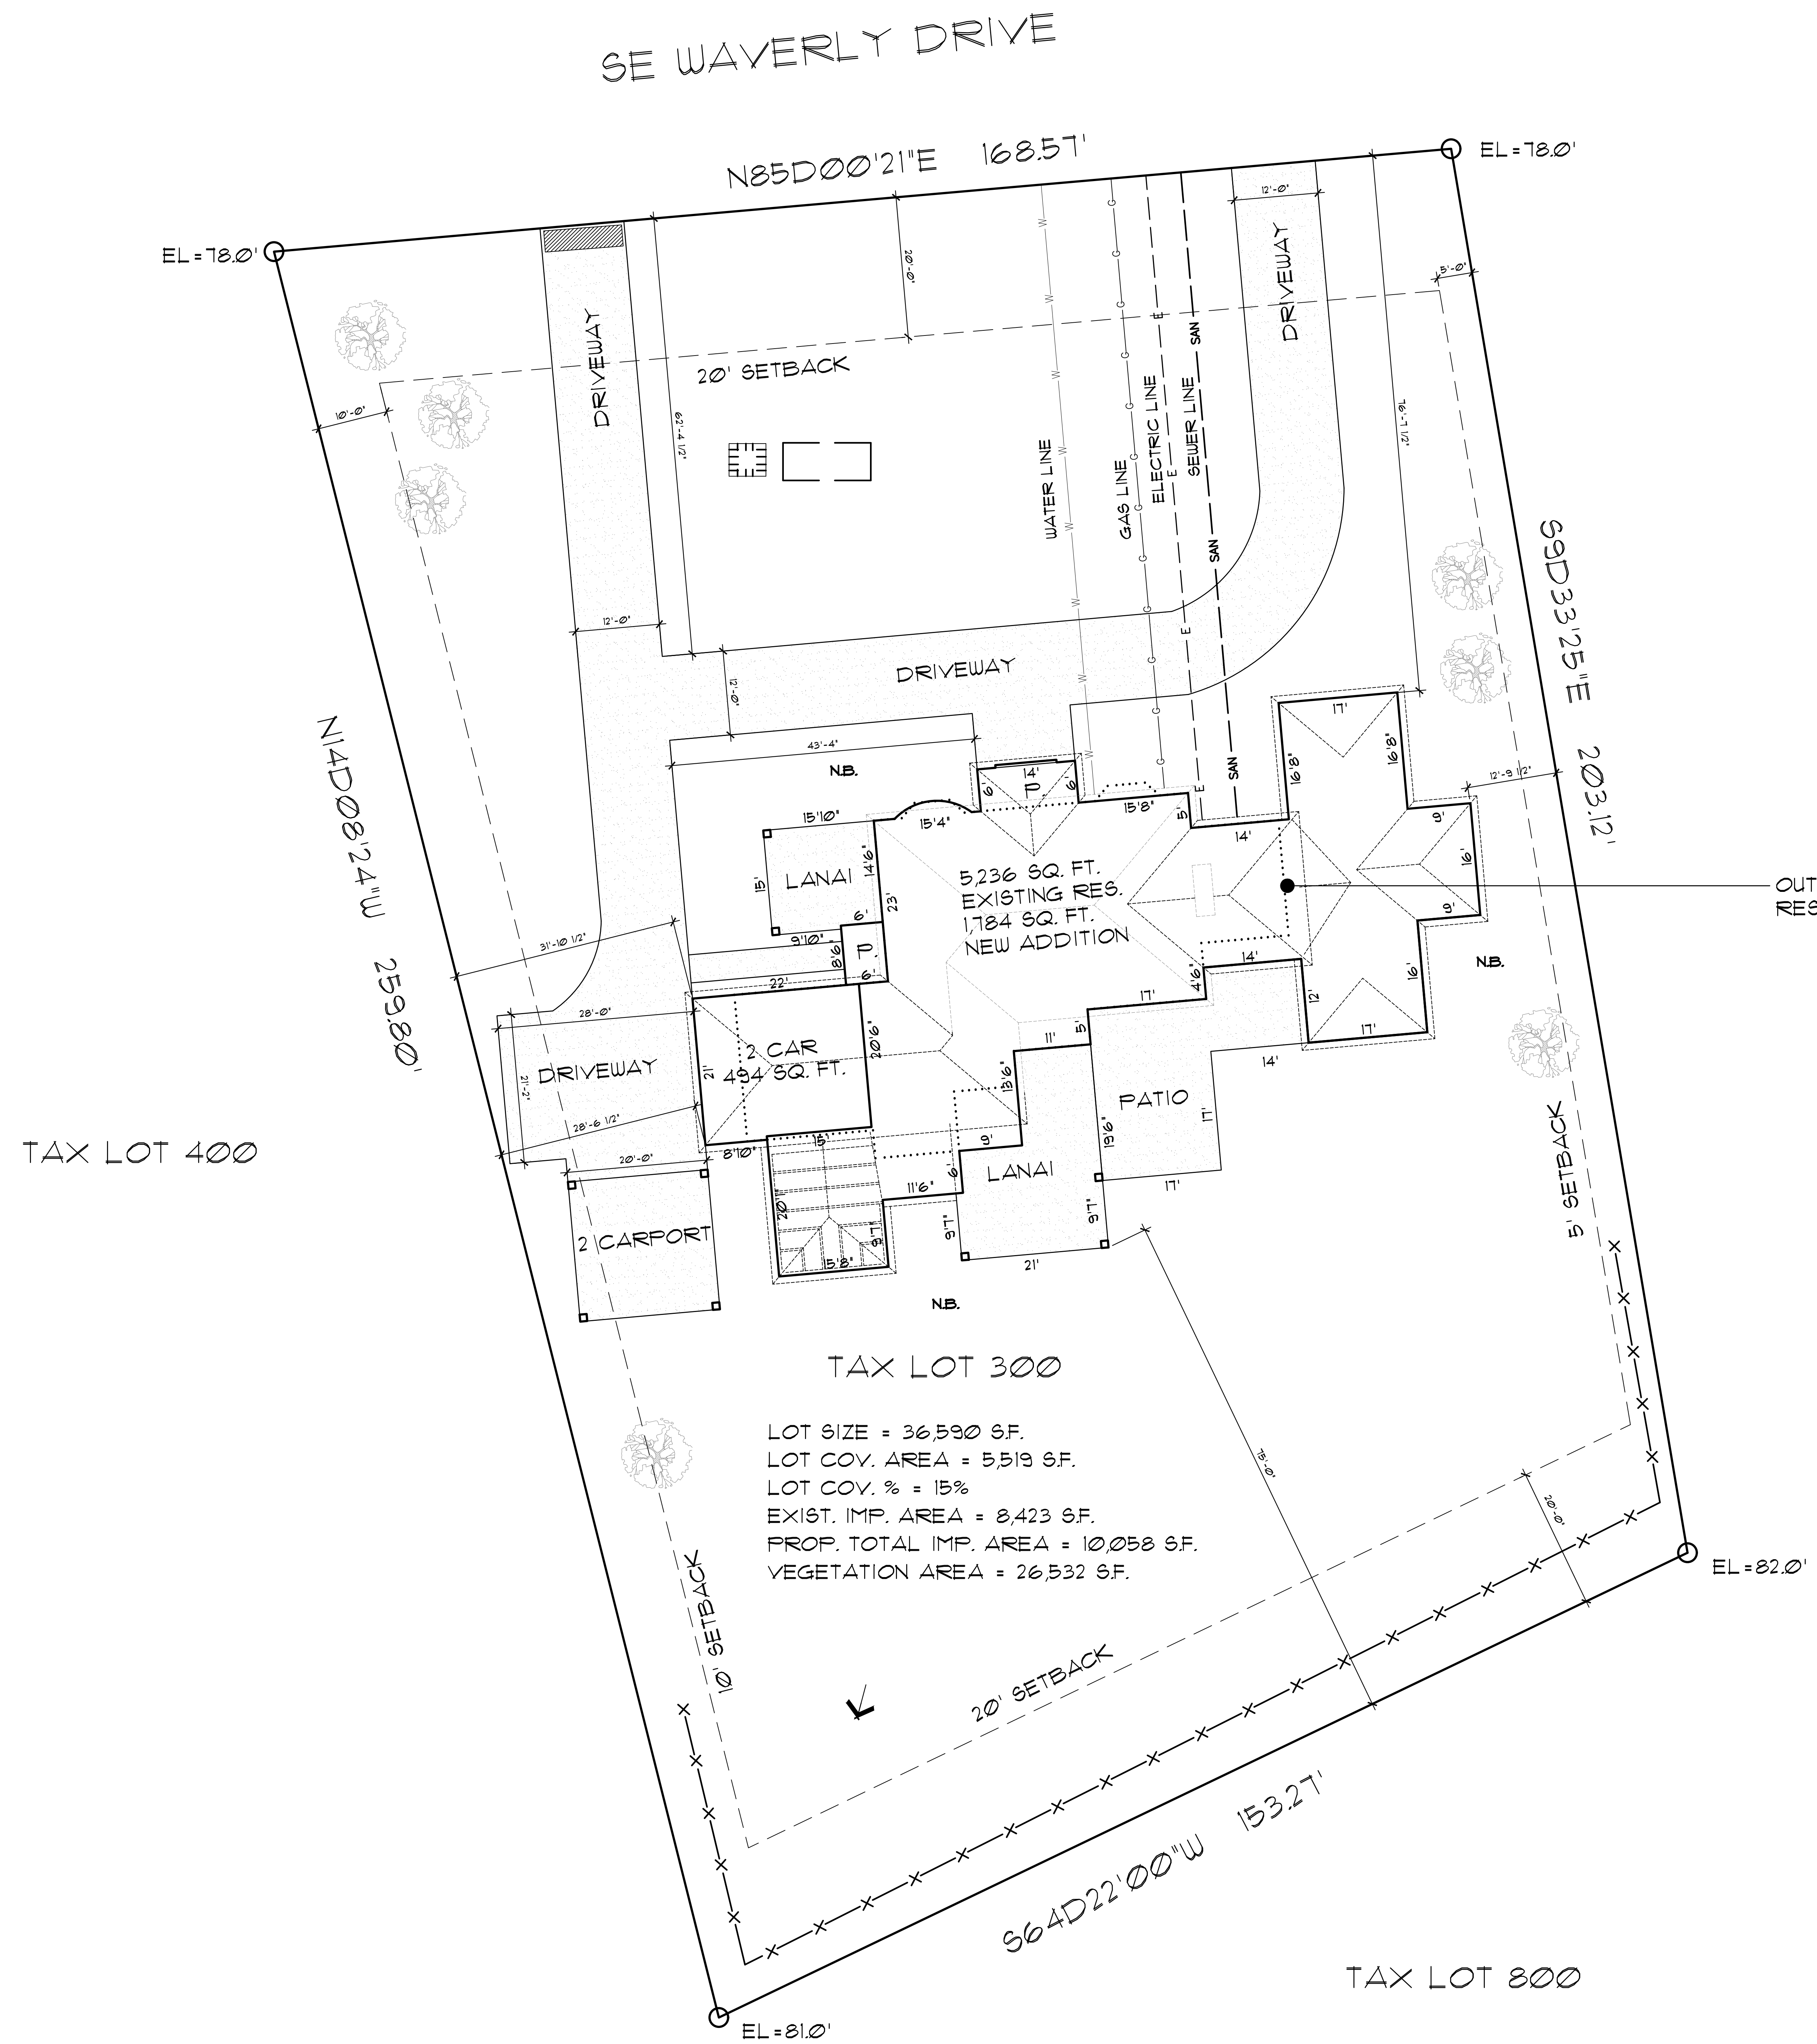 SE WAVERLY DRIVE
N85D00'21"E 168.57'
EL=78.0'
EL=78.0'
12'-0"
5'-0"
20'-0"
DRIVEWAY
DRIVEWAY
20' SETBACK
10'-0"
62'-4 1/2"
76'-7 1/2"
W
G
E
SAN
WATER LINE
GAS LINE
ELECTRIC LINE
SEWER LINE
S9D33'25"E 203.12'
12'-0"
12'-0"
DRIVEWAY
N14D08'24"W 259.80'
43'-4"
N.B.
14'
P.
6'
6'
17'
16'8"
16'8"
12'-9 1/2"
15'10"
15'4"
15'8"
5'
14'
9'
16'
9'
LANAI
15'
14'6"
23'
5,236 SQ. FT.
EXISTING RES.
1,784 SQ. FT.
NEW ADDITION
OUT
RES
6'
9'10"
8'6"
P.
6'
22'
31'-10 1/2"
14'
4'6"
17'
16'
12'
17'
N.B.
28'-0"
DRIVEWAY
21'-2"
21'
2 CAR
494 SQ. FT.
20'6"
11'
5'
13'6"
14'
PATIO
17'
19'6"
17'
28'-6 1/2"
20'-0"
8'10"
15'
9'
6'
LANAI
11'6"
20'1"
9'7"
9'7"
9'7"
15'8"
21'
2 CARPORT
N.B.
TAX LOT 400
5' SETBACK
TAX LOT 300
LOT SIZE = 36,590 S.F.
LOT COV. AREA = 5,519 S.F.
LOT COV. % = 15%
EXIST. IMP. AREA = 8,423 S.F.
PROP. TOTAL IMP. AREA = 10,058 S.F.
VEGETATION AREA = 26,532 S.F.
75'-0"
20'-0"
EL=82.0'
10' SETBACK
20' SETBACK
S64D22'00"W 153.27'
TAX LOT 800
EL=81.0'